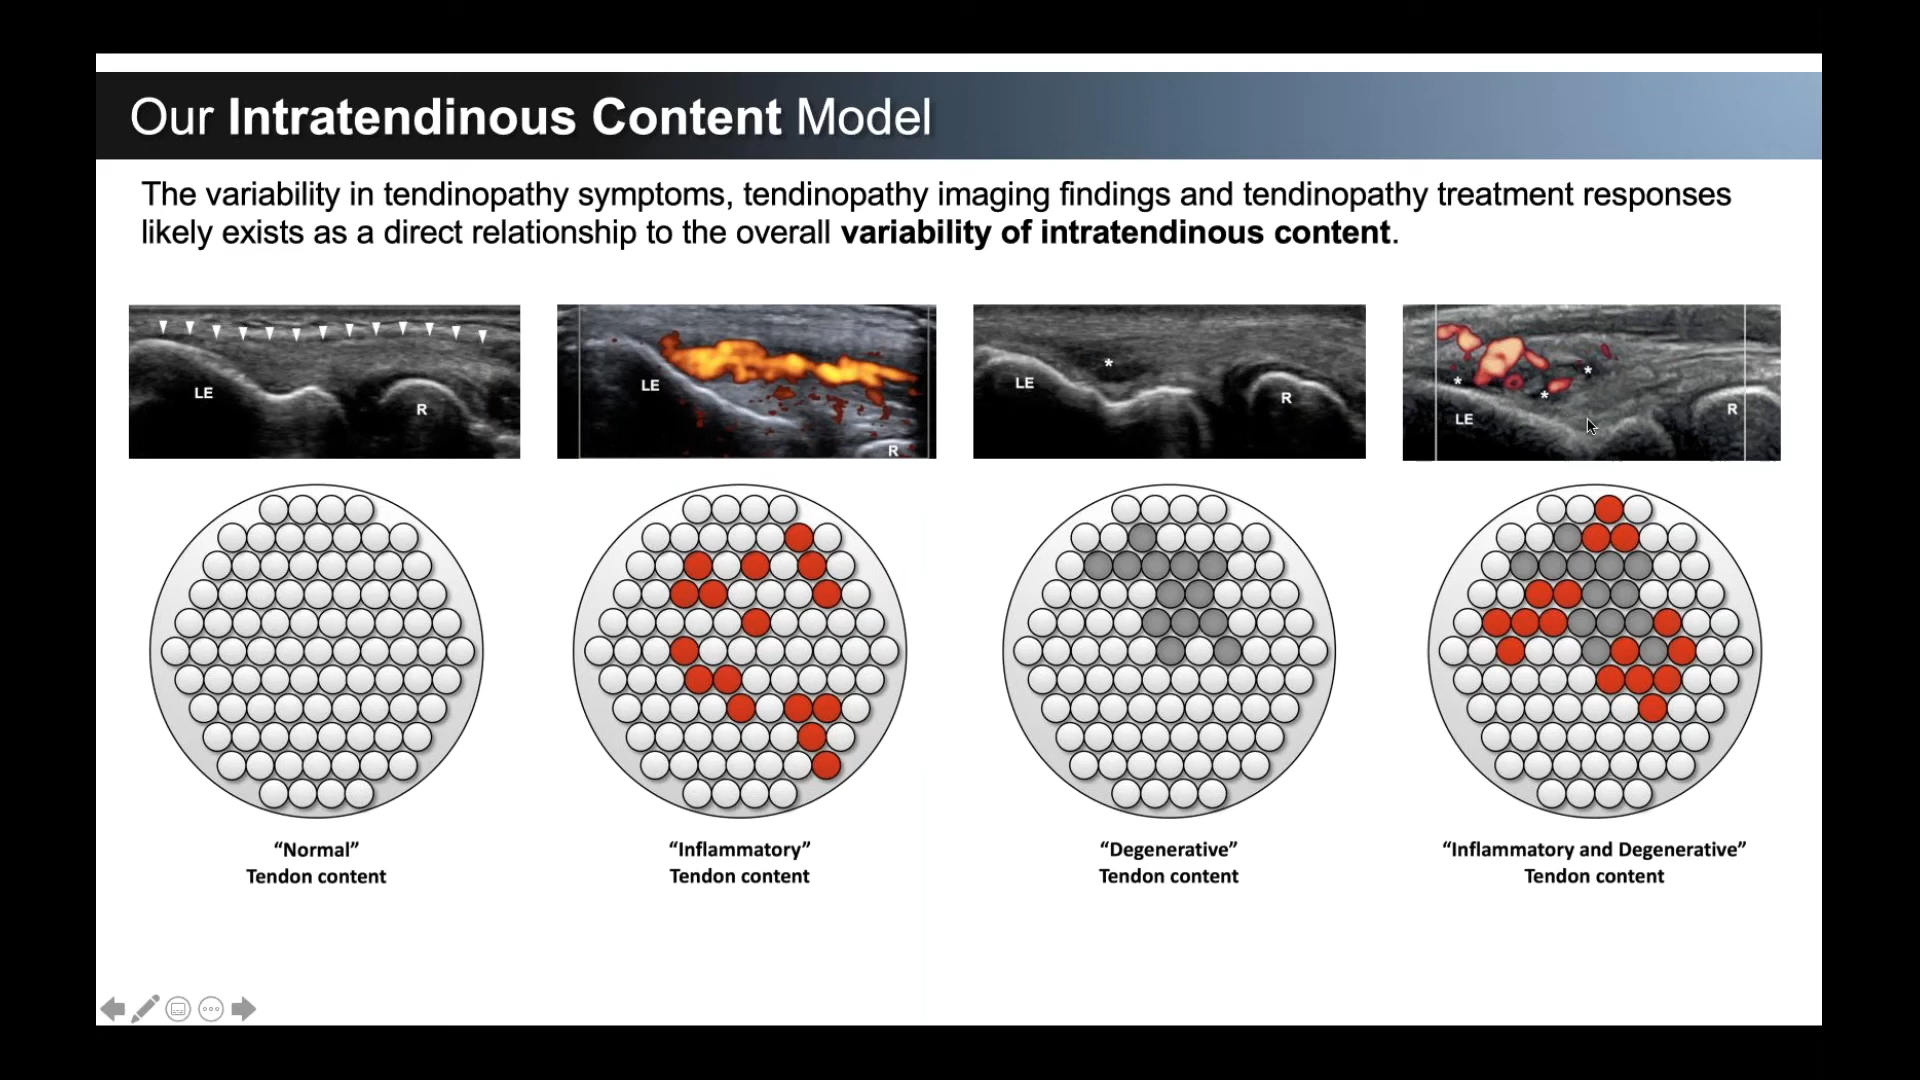 Our Intratendinous Content Model
The variability in tendinopathy symptoms, tendinopathy imaging findings and tendinopathy treatment responses
likely exists as a direct relationship to the overall variability of intratendinous content.
LE
R
LE
R
* 
LE
R
* * *
LE
R
“Normal”
Tendon content
“Inflammatory”
Tendon content
“Degenerative”
Tendon content
“Inflammatory and Degenerative”
Tendon content